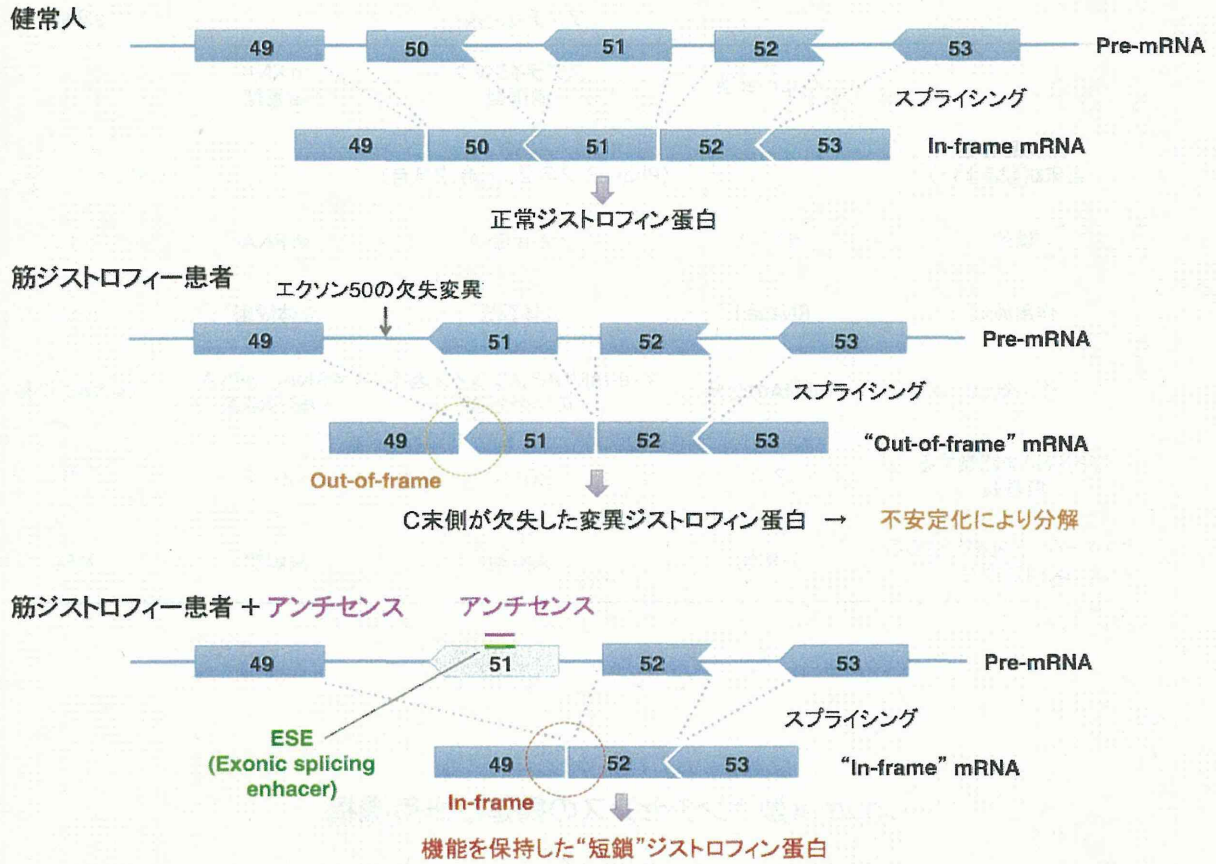 健常人
49 50 51 52 53 Pre-mRNA
スプライシング
49 50 51 52 53 In-frame mRNA
正常ジストロフィン蛋白
筋ジストロフィー患者
エクソン50の欠失変異
49 51 52 53 Pre-mRNA
スプライシング
49 51 52 53 “Out-of-frame” mRNA
Out-of-frame
C末側が欠失した変異ジストロフィン蛋白 → 不安定化により分解
筋ジストロフィー患者 + アンチセンス アンチセンス
49 51 52 53 Pre-mRNA
スプライシング
ESE
(Exonic splicing
enhacer)
49 52 53 “In-frame” mRNA
In-frame
機能を保持した“短鎖”ジストロフィン蛋白